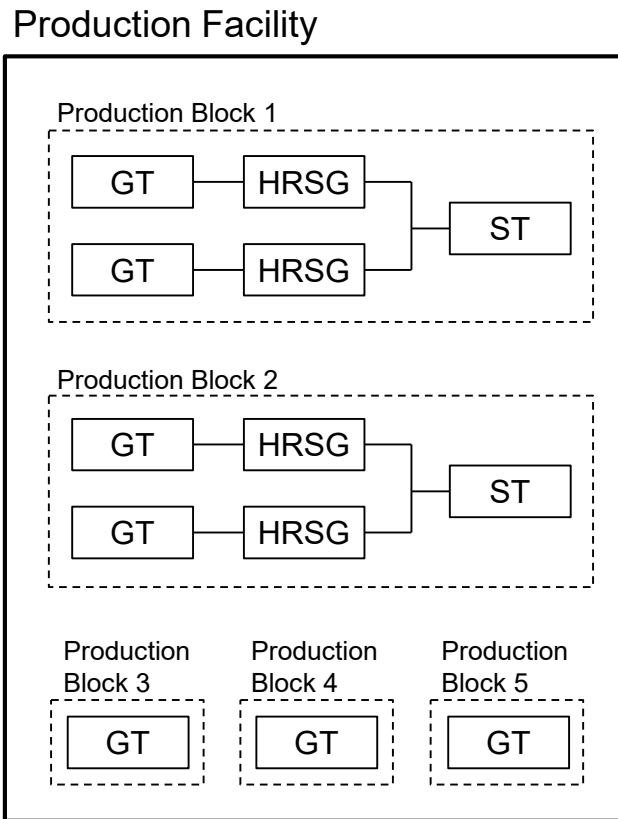 Production Facility
Production Block 1
GT HRSG
ST
GT HRSG
Production Block 2
GT HRSG
ST
GT HRSG
Production
Block 3
Production
Block 4
Production
Block 5
GT GT GT